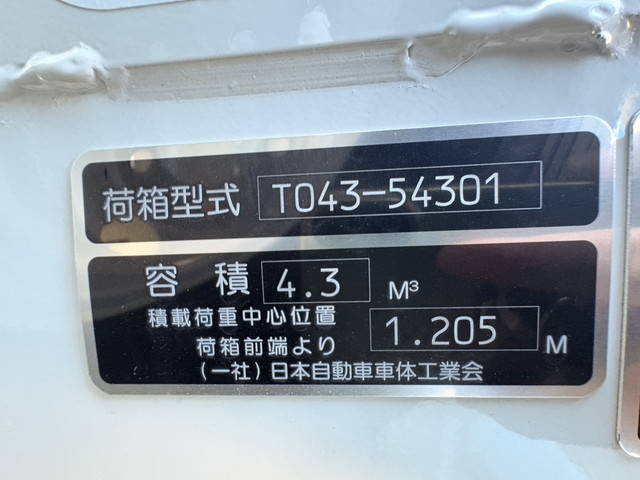 荷箱型式 T043-54301
容積 4.3 M³
積載荷重中心位置
荷箱前端より 1.205 M
(一社)日本自動車車体工業会